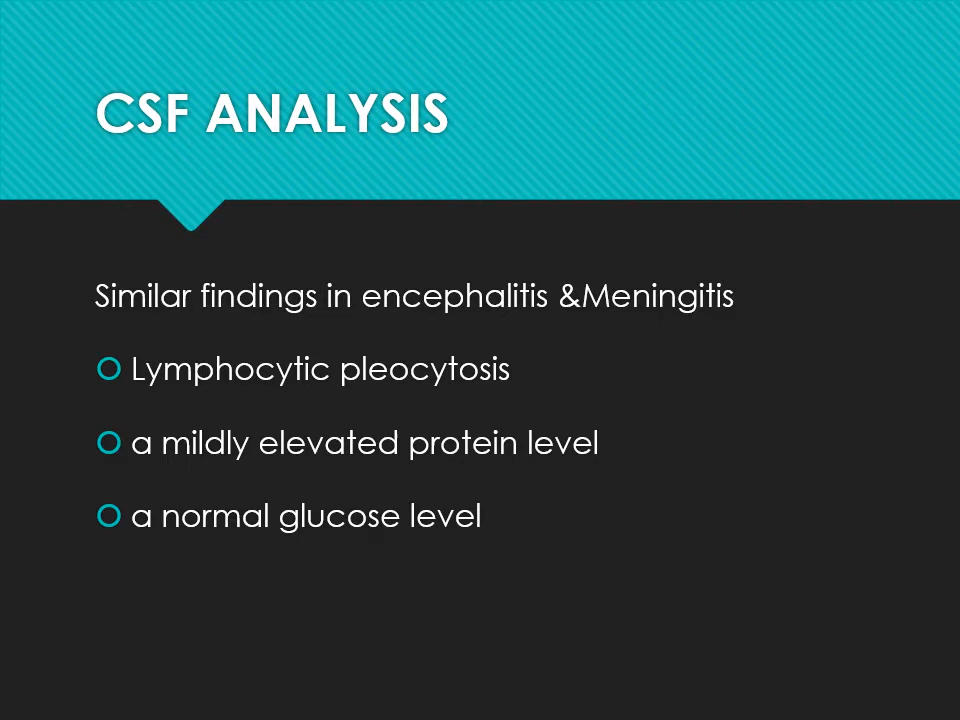 CSF ANALYSIS
Similar findings in encephalitis &Meningitis
Lymphocytic pleocytosis
a mildly elevated protein level
a normal glucose level